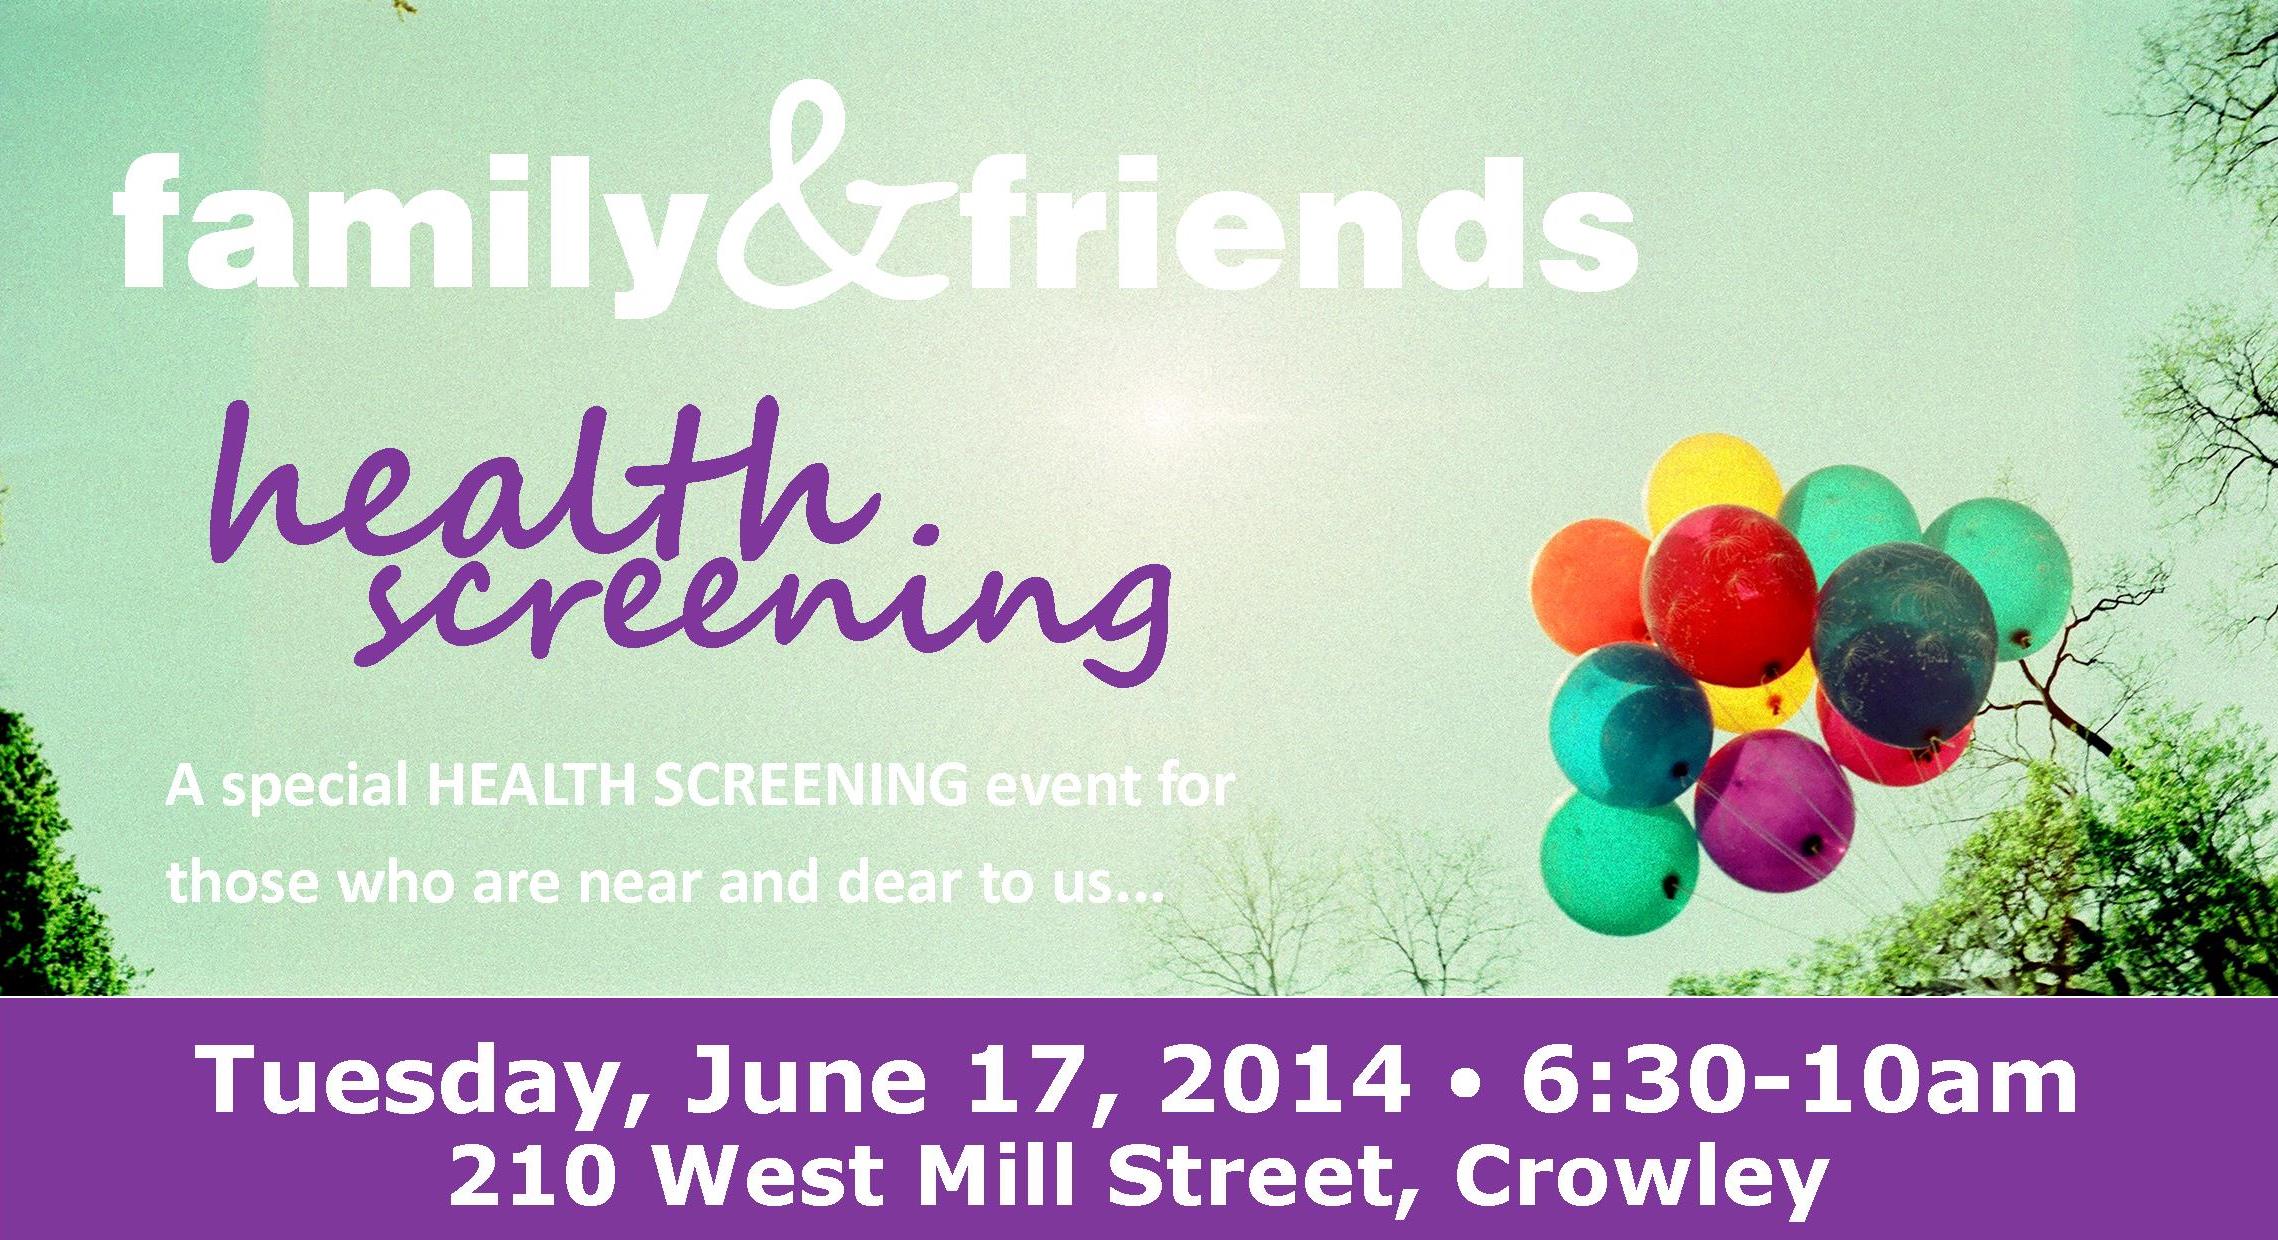 family&friends
health
screening
A special HEALTH SCREENING event for
those who are near and dear to us...
Tuesday, June 17, 2014 • 6:30-10am
210 West Mill Street, Crowley